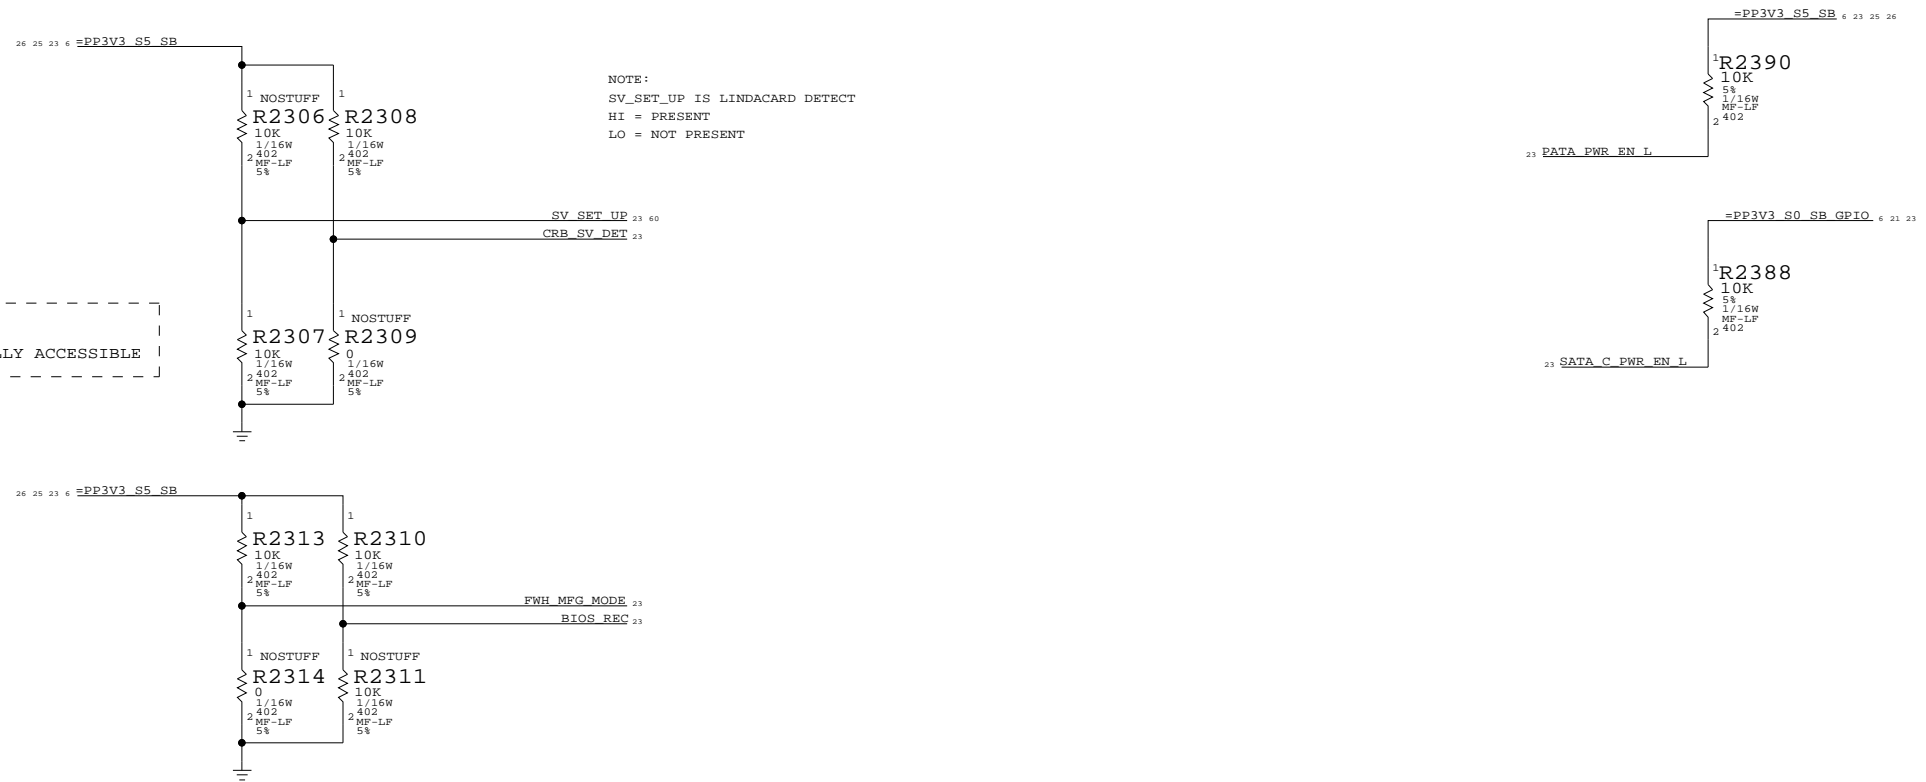 26 25 23 6 =PP3V3_S5_SB
1 NOSTUFF
R2306
10K
1/16W
2 402
MF-LF
5%
1
R2308
10K
1/16W
2 402
MF-LF
5%
NOTE:
SV_SET_UP IS LINDACARD DETECT
HI = PRESENT
LO = NOT PRESENT
SV_SET_UP 23 60
CRB_SV_DET 23
LLY ACCESSIBLE
1
R2307
10K
1/16W
2 402
MF-LF
5%
1 NOSTUFF
R2309
0
1/16W
2 402
MF-LF
5%
26 25 23 6 =PP3V3_S5_SB
1
R2313
10K
1/16W
2 402
MF-LF
5%
1
R2310
10K
1/16W
2 402
MF-LF
5%
FWH_MFG_MODE 23
BIOS_REC 23
1 NOSTUFF
R2314
0
1/16W
2 402
MF-LF
5%
1 NOSTUFF
R2311
10K
1/16W
2 402
MF-LF
5%
=PP3V3_S5_SB 6 23 25 26
1 R2390
10K
5%
1/16W
MF-LF
2 402
23 PATA_PWR_EN_L
=PP3V3_S0_SB_GPIO 6 21 23
1 R2388
10K
5%
1/16W
MF-LF
2 402
23 SATA_C_PWR_EN_L